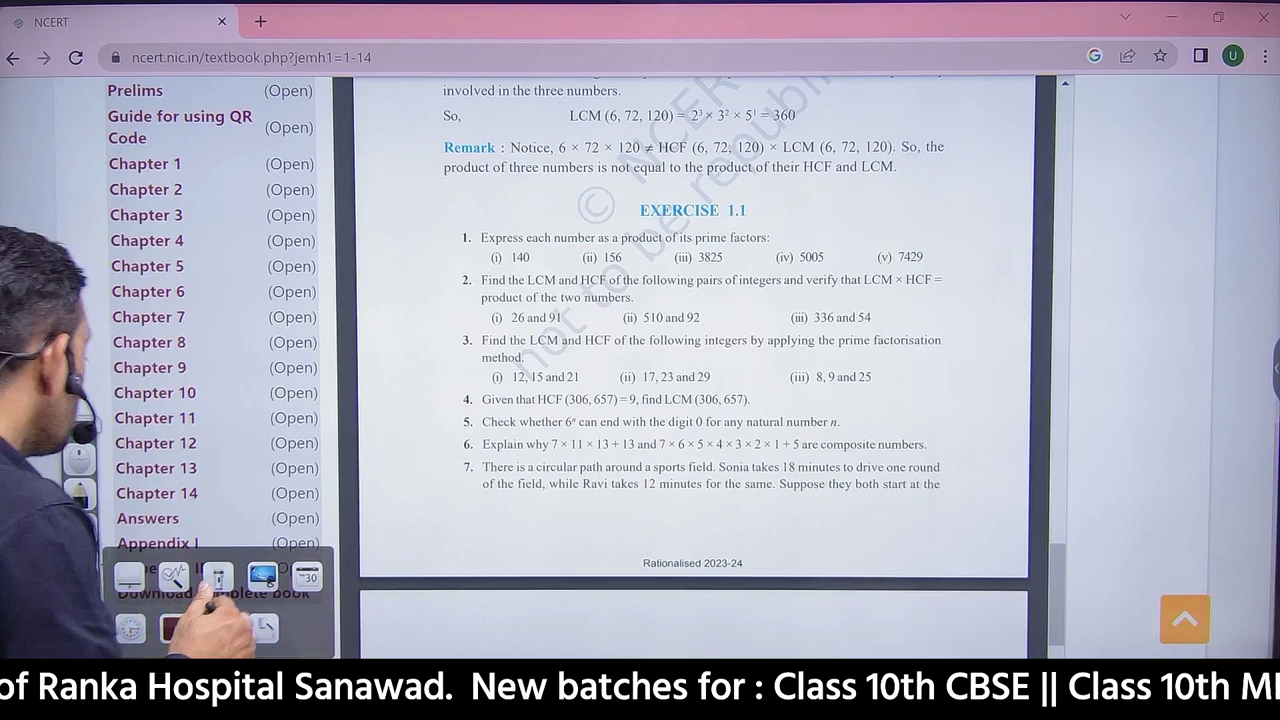 NCERT
ncert.nic.in/textbook.php?jemh1=1-14
U
Prelims (Open)
Guide for using QR Code (Open)
Chapter 1 (Open)
Chapter 2 (Open)
Chapter 3 (Open)
Chapter 4 (Open)
Chapter 5 (Open)
Chapter 6 (Open)
Chapter 7 (Open)
Chapter 8 (Open)
Chapter 9 (Open)
Chapter 10 (Open)
Chapter 11 (Open)
Chapter 12 (Open)
Chapter 13 (Open)
Chapter 14 (Open)
Answers (Open)
Appendix I (Open)
30
involved in the three numbers.
So, LCM (6, 72, 120) = 2³ × 3² × 5¹ = 360
Remark : Notice, 6 × 72 × 120 ≠ HCF (6, 72, 120) × LCM (6, 72, 120). So, the
product of three numbers is not equal to the product of their HCF and LCM.
© NCER
not to be republi
EXERCISE 1.1
1. Express each number as a product of its prime factors:
(i) 140 (ii) 156 (iii) 3825 (iv) 5005 (v) 7429
2. Find the LCM and HCF of the following pairs of integers and verify that LCM × HCF =
product of the two numbers.
(i) 26 and 91 (ii) 510 and 92 (iii) 336 and 54
3. Find the LCM and HCF of the following integers by applying the prime factorisation
method.
(i) 12, 15 and 21 (ii) 17, 23 and 29 (iii) 8, 9 and 25
4. Given that HCF (306, 657) = 9, find LCM (306, 657).
5. Check whether 6ⁿ can end with the digit 0 for any natural number n.
6. Explain why 7 × 11 × 13 + 13 and 7 × 6 × 5 × 4 × 3 × 2 × 1 + 5 are composite numbers.
7. There is a circular path around a sports field. Sonia takes 18 minutes to drive one round
of the field, while Ravi takes 12 minutes for the same. Suppose they both start at the
Rationalised 2023-24
of Ranka Hospital Sanawad. New batches for : Class 10th CBSE || Class 10th